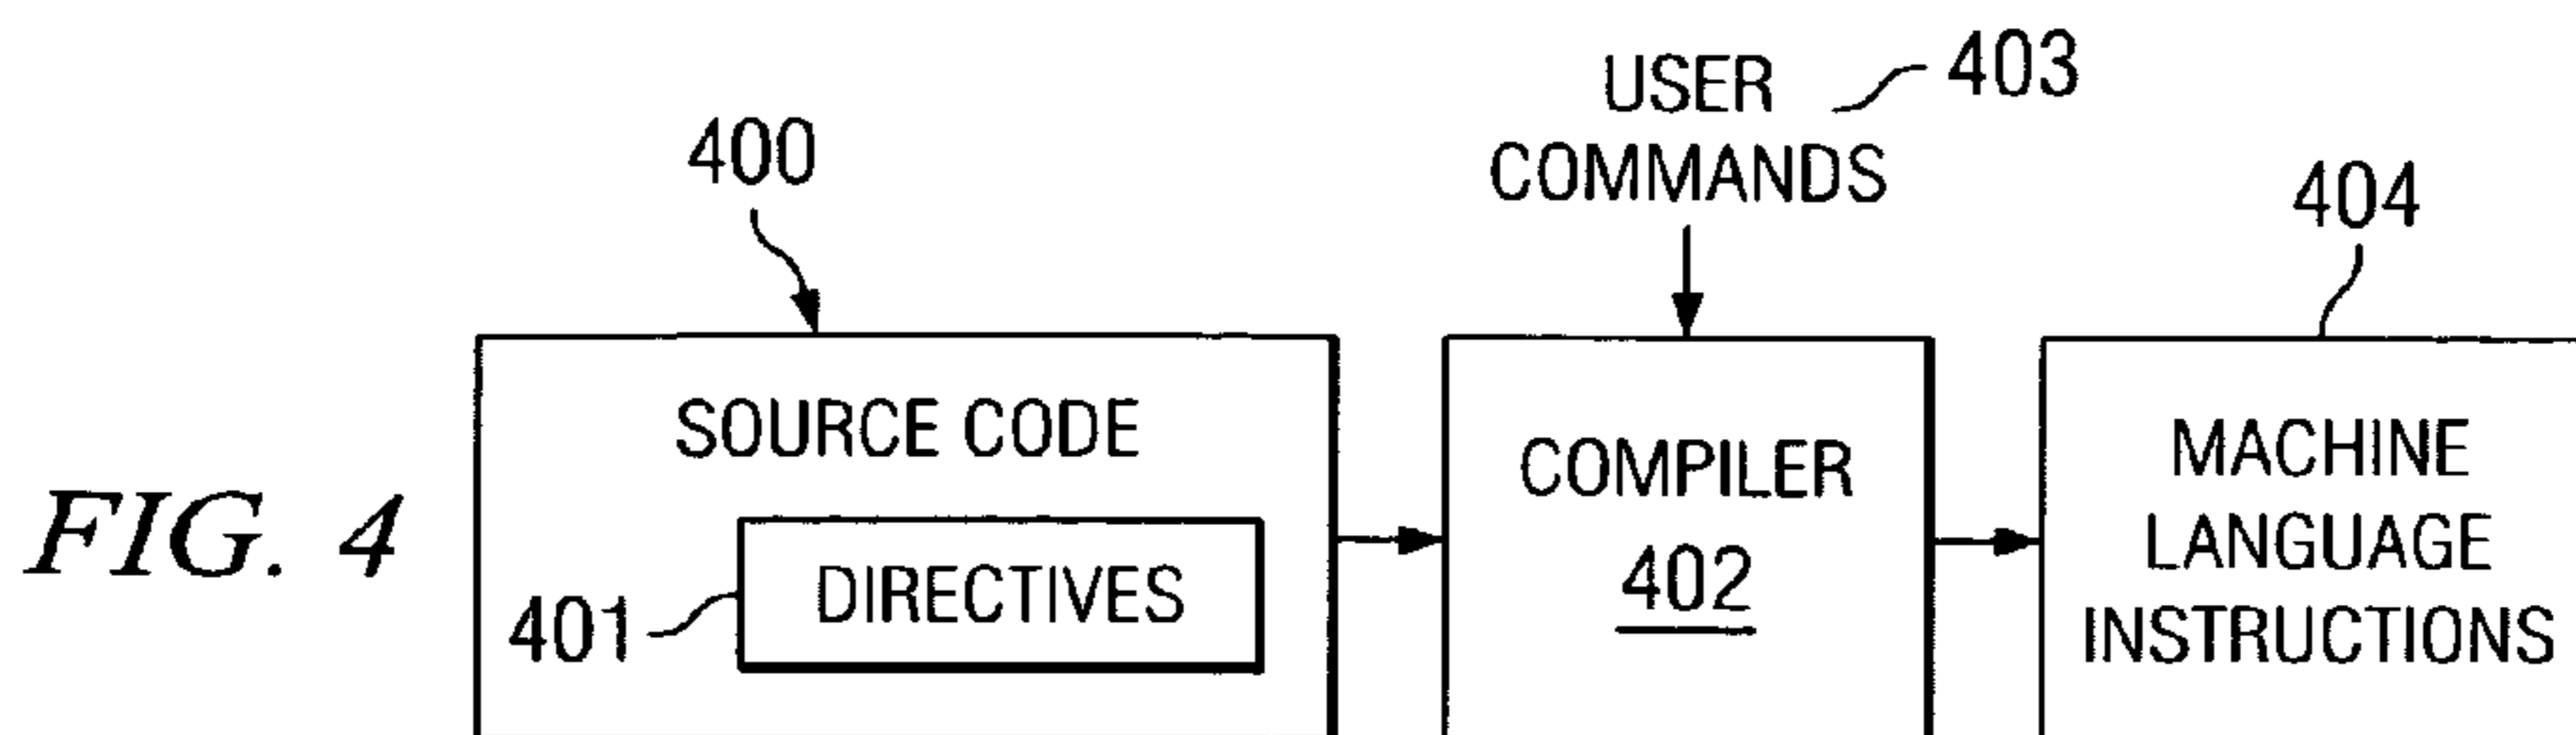 FIG. 4
400
SOURCE CODE
401
DIRECTIVES
USER
COMMANDS
403
COMPILER
402
404
MACHINE
LANGUAGE
INSTRUCTIONS